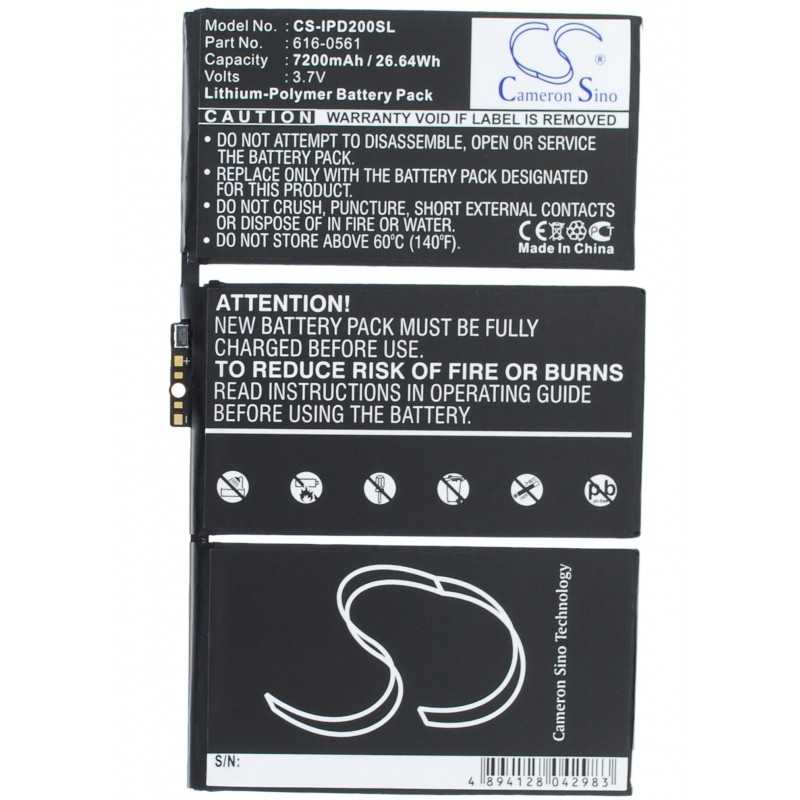 Model No. : CS-IPD200SL
Part No. : 616-0561
Capacity : 7200mAh / 26.64Wh
Volts : 3.7V
Lithium-Polymer Battery Pack
CS
®
Cameron Sino
CAUTION WARRANTY VOID IF REMOVED
• DO NOT ATTEMPT TO DISASSEMBLE, OPEN OR SERVICE
THE BATTERY PACK.
• REPLACE ONLY WITH THE BATTERY PACK DESIGNATED
FOR THIS PRODUCT.
• DO NOT CRUSH, PUNCTURE, SHORT EXTERNAL CONTACTS
OR DISPOSE OF IN FIRE OR WATER.
• DO NOT STORE ABOVE 60°C (140°F).
CE PC
Made In China
ATTENTION!
NEW BATTERY PACK MUST BE FULLY
CHARGED BEFORE USE.
TO REDUCE RISK OF FIRE OR BURNS
READ INSTRUCTIONS IN OPERATING GUIDE
BEFORE USING THE BATTERY.
+
-
pb
CS
Cameron Sino Technology
S/N:
4 894128 042983